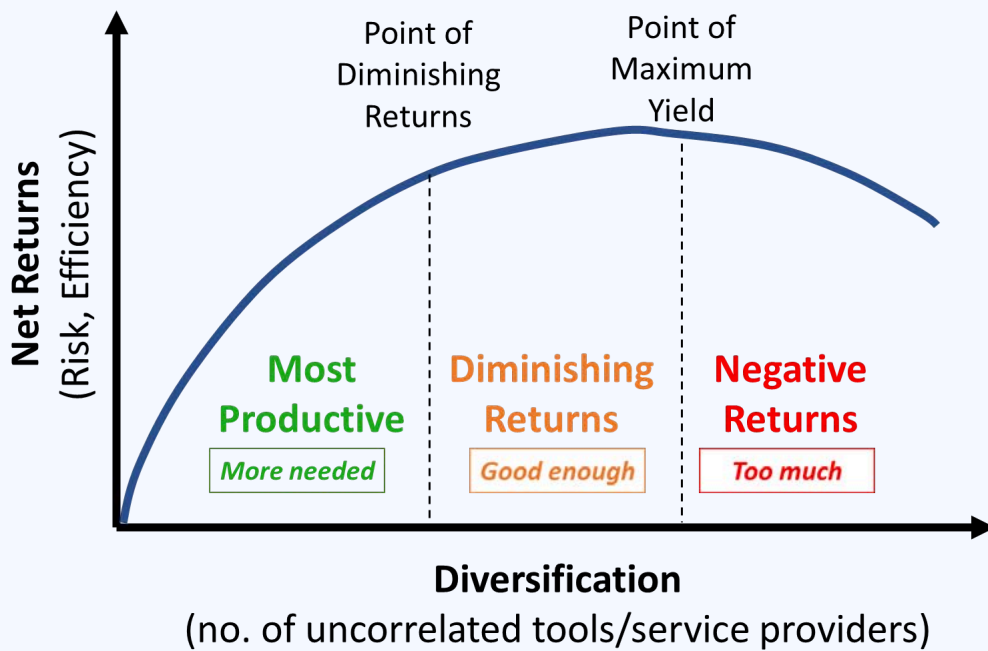 Point of
Diminishing
Returns
Point of
Maximum
Yield
Net Returns
(Risk, Efficiency)
Most
Productive
More needed
Diminishing
Returns
Good enough
Negative
Returns
Too much
Diversification
(no. of uncorrelated tools/service providers)